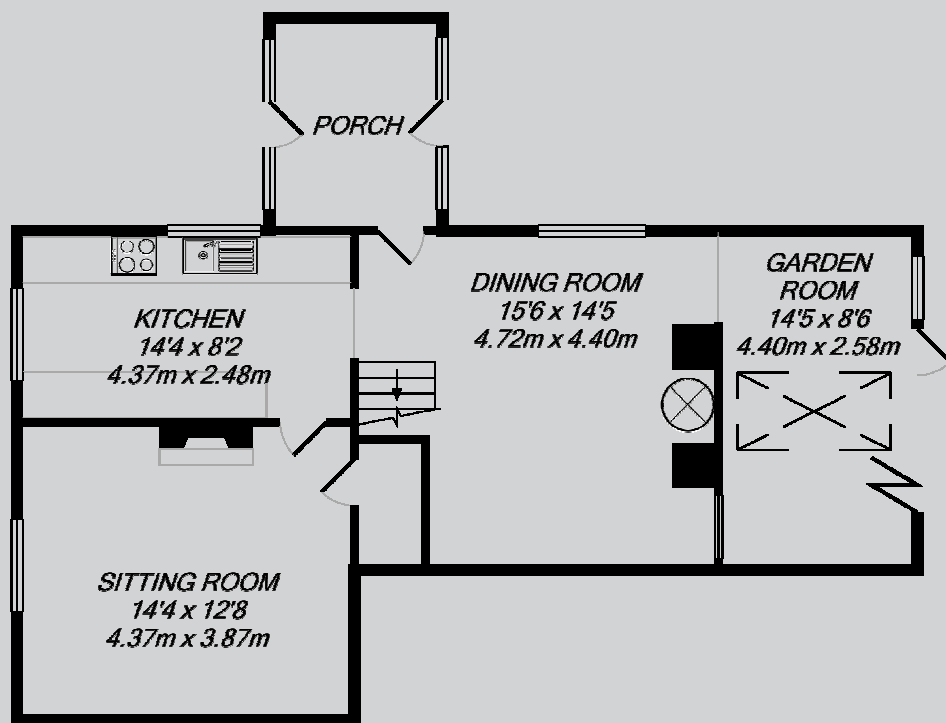 PORCH
KITCHEN
14'4 x 8'2
4.37m x 2.48m
DINING ROOM
15'6 x 14'5
4.72m x 4.40m
GARDEN
ROOM
14'5 x 8'6
4.40m x 2.58m
SITTING ROOM
14'4 x 12'8
4.37m x 3.87m